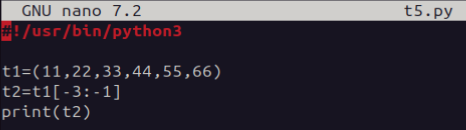 GNU nano 7.2 t5.py
#!/usr/bin/python3
t1=(11,22,33,44,55,66)
t2=t1[-3:-1]
print(t2)